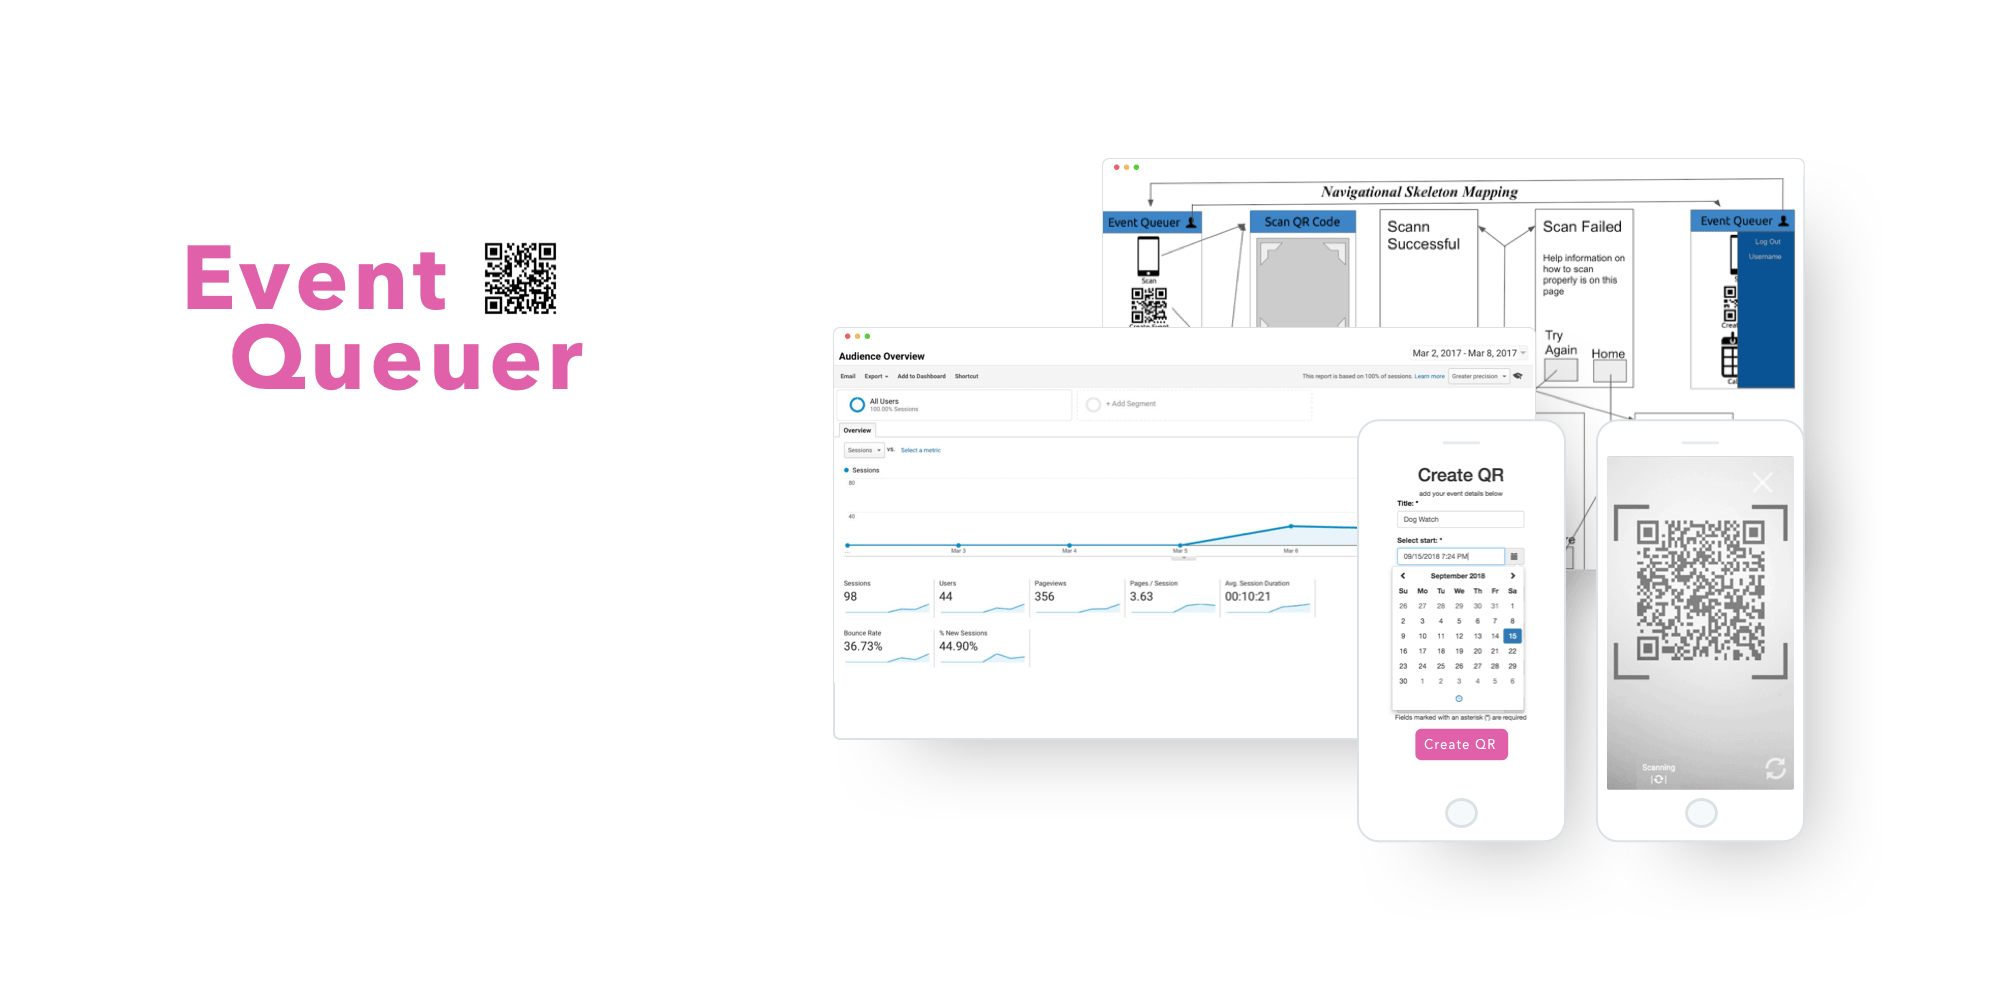 Event
Queuer
Navigational Skeleton Mapping
Event Queuer
Scan
Create Event
Scan QR Code
Scann
Successful
Scan Failed
Help information on
how to scan
properly is on this
page
Try
Again
Home
Event Queuer
Log Out
Username
Audience Overview
Mar 2, 2017 - Mar 8, 2017
Email Export Add to Dashboard Shortcut
This report is based on 100% of sessions. Learn more Greater precision
All Users
100.00% Sessions
+ Add Segment
Overview
Sessions vs. Select a metric
Sessions
80
40
... Mar 3 Mar 4 Mar 5 Mar 6
Sessions Users Pageviews Pages / Session Avg. Session Duration
98 44 356 3.63 00:10:21
Bounce Rate % New Sessions
36.73% 44.90%
Create QR
add your event details below
Title: *
Dog Watch
Select start: *
09/15/2018 7:24 PM
September 2018
Su Mo Tu We Th Fr Sa
26 27 28 29 30 31 1
2 3 4 5 6 7 8
9 10 11 12 13 14 15
16 17 18 19 20 21 22
23 24 25 26 27 28 29
30 1 2 3 4 5 6
Fields marked with an asterisk (*) are required
Create QR
Scanning